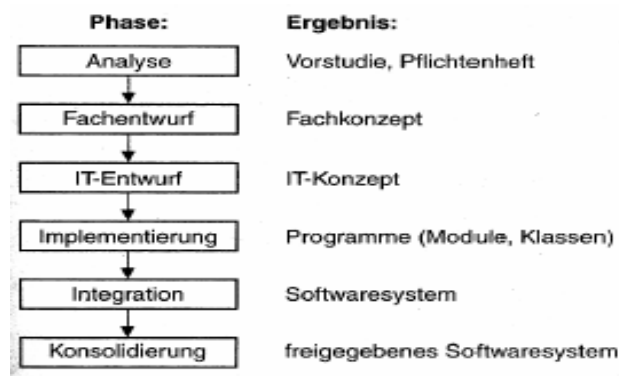 Phase: Ergebnis:
Analyse Vorstudie, Pflichtenheft
Fachentwurf Fachkonzept
IT-Entwurf IT-Konzept
Implementierung Programme (Module, Klassen)
Integration Softwaresystem
Konsolidierung freigegebenes Softwaresystem